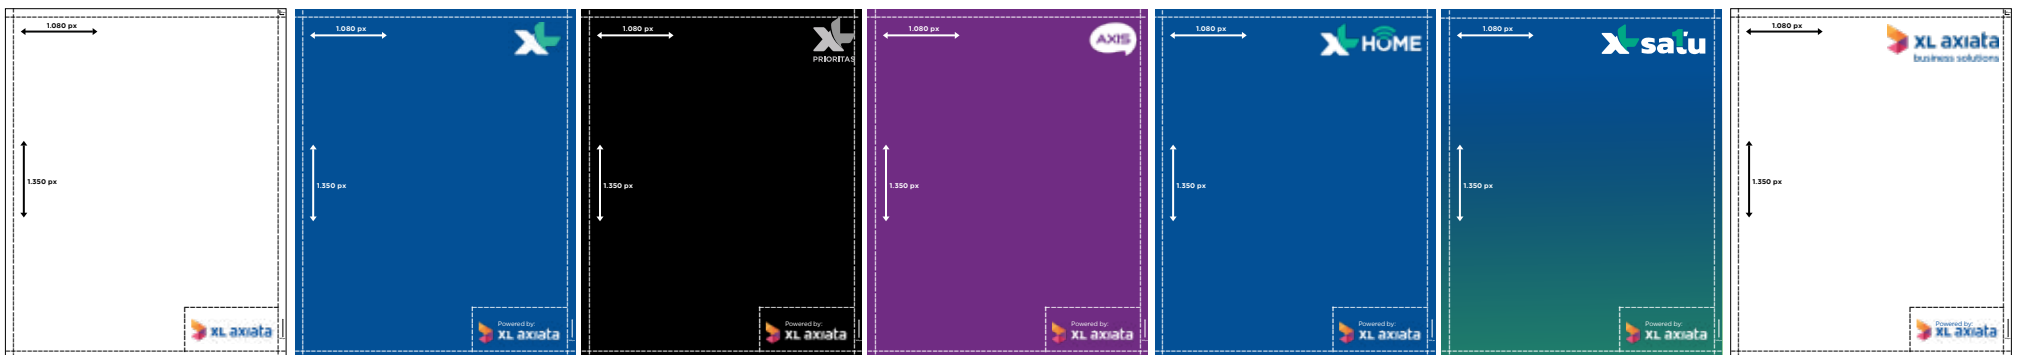 1.080 px
1.350 px
XL axiata
1.080 px
XL
1.350 px
Powered by:
XL axiata
1.080 px
XL
PRIORITAS
1.350 px
Powered by:
XL axiata
1.080 px
AXIS
1.350 px
Powered by:
XL axiata
1.080 px
XL HOME
1.350 px
Powered by:
XL axiata
1.080 px
XL satu
1.350 px
Powered by:
XL axiata
1.080 px
XL axiata
business solutions
1.350 px
Powered by:
XL axiata